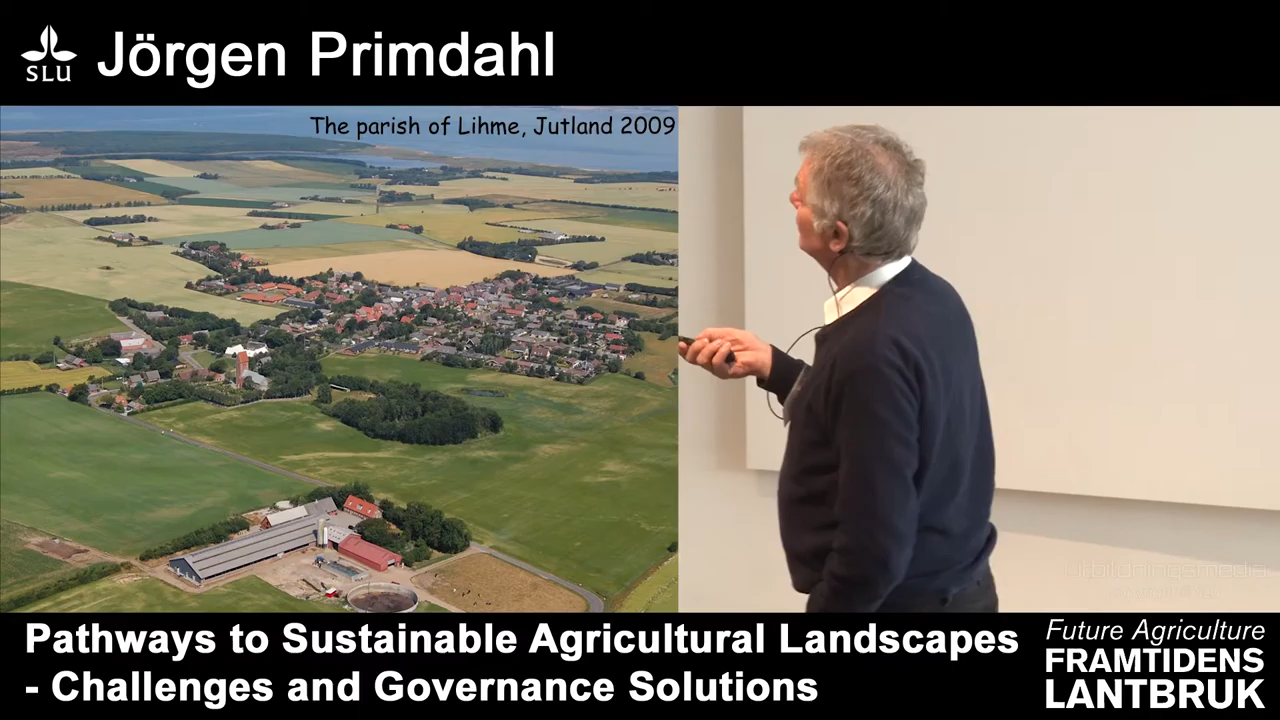 SLU
Jörgen Primdahl
The parish of Lihme, Jutland 2009
utbildningsmedia
Pathways to Sustainable Agricultural Landscapes
- Challenges and Governance Solutions
Future Agriculture
FRAMTIDENS
LANTBRUK